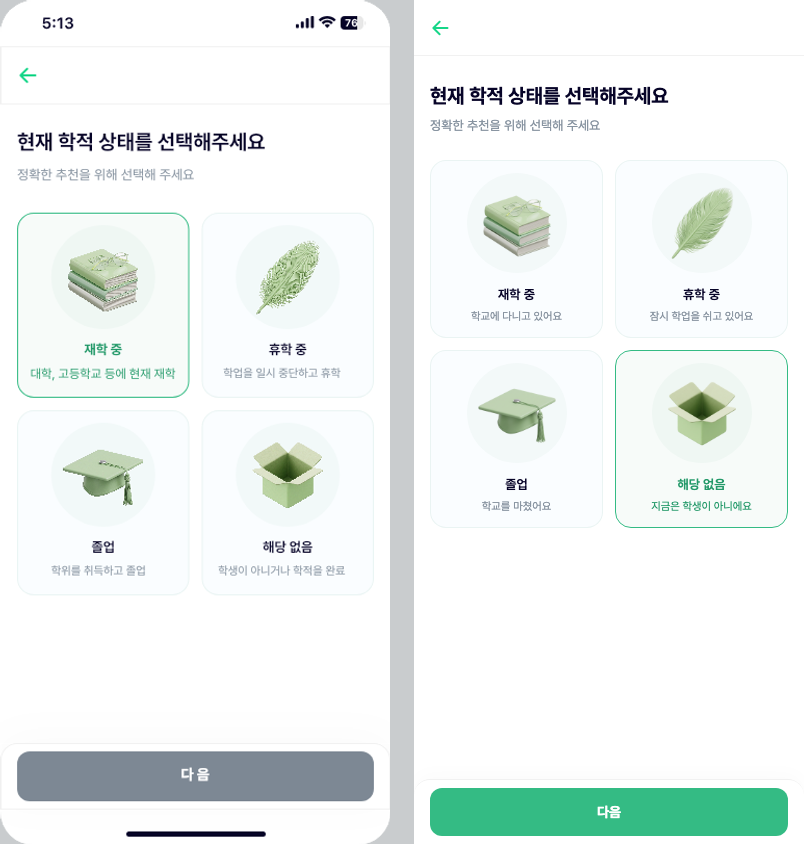 5:13
76
현재 학적 상태를 선택해주세요
정확한 추천을 위해 선택해 주세요
재학 중
대학, 고등학교 등에 현재 재학
휴학 중
학업을 일시 중단하고 휴학
졸업
학위를 취득하고 졸업
해당 없음
학생이 아니거나 학적을 완료
다음
현재 학적 상태를 선택해주세요
정확한 추천을 위해 선택해 주세요
재학 중
학교에 다니고 있어요
휴학 중
잠시 학업을 쉬고 있어요
졸업
학교를 마쳤어요
해당 없음
지금은 학생이 아니에요
다음